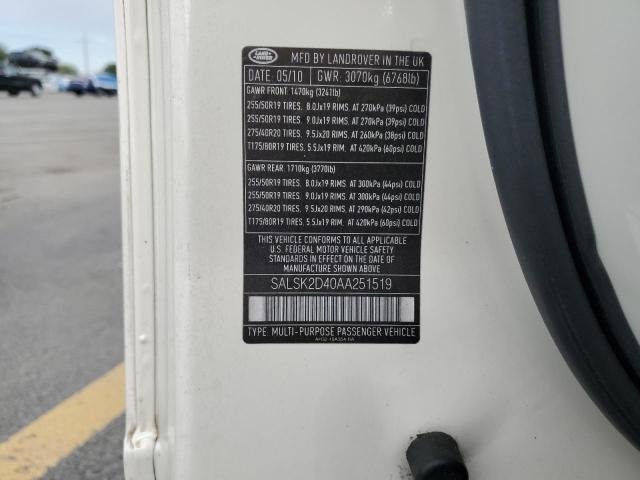 LAND ROVER
MFD BY LANDROVER IN THE UK
DATE 05/10 GWR: 3070kg (6768lb)
GAWR FRONT: 1470kg (3241lb)
255/50R19 TIRES, 8.0Jx19 RIMS, AT 270kPa (39psi) COLD
255/50R19 TIRES, 9.0Jx19 RIMS, AT 270kPa (39psi) COLD
275/40R20 TIRES, 9.5Jx20 RIMS, AT 260kPa (38psi) COLD
T175/80R19 TIRES, 5.5Jx19 RIM, AT 420kPa (60psi) COLD
GAWR REAR: 1710kg (3770lb)
255/50R19 TIRES, 8.0Jx19 RIMS, AT 300kPa (44psi) COLD
255/50R19 TIRES, 9.0Jx19 RIMS, AT 300kPa (44psi) COLD
275/40R20 TIRES, 9.5Jx20 RIMS, AT 290kPa (42psi) COLD
T175/80R19 TIRES, 5.5Jx19 RIM, AT 420kPa (60psi) COLD
THIS VEHICLE CONFORMS TO ALL APPLICABLE
U.S. FEDERAL MOTOR VEHICLE SAFETY
STANDARDS IN EFFECT ON THE DATE OF
MANUFACTURE SHOWN ABOVE
SALSK2D40AA251519
TYPE: MULTI-PURPOSE PASSENGER VEHICLE